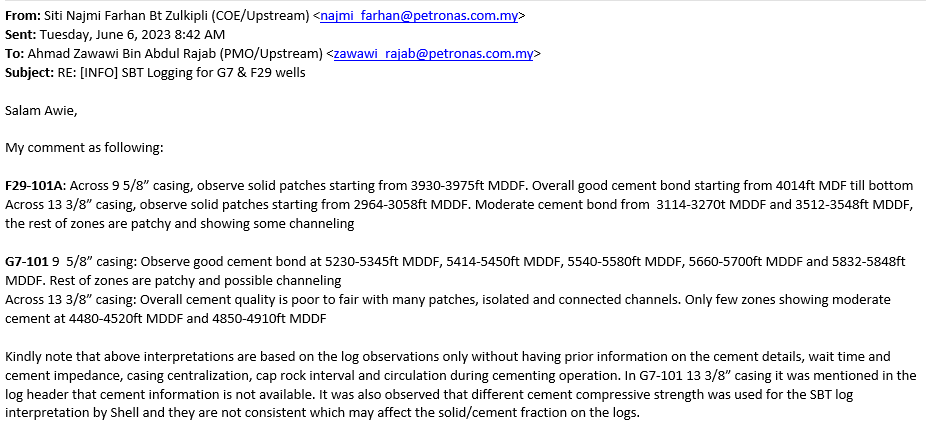 From: Siti Najmi Farhan Bt Zulkipli (COE/Upstream) <najmi_farhan@petronas.com.my>
Sent: Tuesday, June 6, 2023 8:42 AM
To: Ahmad Zawawi Bin Abdul Rajab (PMO/Upstream) <zawawi_rajab@petronas.com.my>
Subject: RE: [INFO] SBT Logging for G7 & F29 wells
Salam Awie,
My comment as following:
F29-101A: Across 9 5/8” casing, observe solid patches starting from 3930-3975ft MDDF. Overall good cement bond starting from 4014ft MDF till bottom
Across 13 3/8” casing, observe solid patches starting from 2964-3058ft MDDF. Moderate cement bond from  3114-3270t MDDF and 3512-3548ft MDDF,
the rest of zones are patchy and showing some channeling
G7-101 9  5/8” casing: Observe good cement bond at 5230-5345ft MDDF, 5414-5450ft MDDF, 5540-5580ft MDDF, 5660-5700ft MDDF and 5832-5848ft
MDDF. Rest of zones are patchy and possible channeling
Across 13 3/8” casing: Overall cement quality is poor to fair with many patches, isolated and connected channels. Only few zones showing moderate
cement at 4480-4520ft MDDF and 4850-4910ft MDDF
Kindly note that above interpretations are based on the log observations only without having prior information on the cement details, wait time and
cement impedance, casing centralization, cap rock interval and circulation during cementing operation. In G7-101 13 3/8” casing it was mentioned in the
log header that cement information is not available. It was also observed that different cement compressive strength was used for the SBT log
interpretation by Shell and they are not consistent which may affect the solid/cement fraction on the logs.